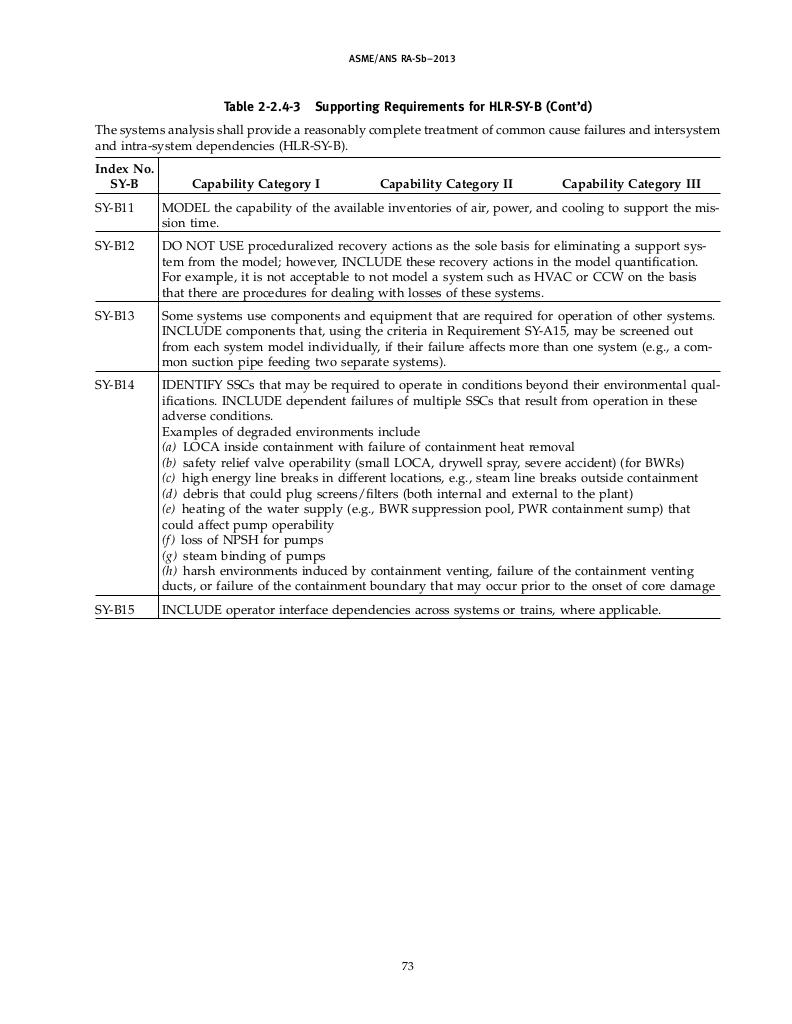 ASME/ANS RA-Sb–2013
Table 2-2.4-3 Supporting Requirements for HLR-SY-B (Cont'd)
The systems analysis shall provide a reasonably complete treatment of common cause failures and intersystem
and intra-system dependencies (HLR-SY-B).
Index No.
SY-B Capability Category I Capability Category II Capability Category III
SY-B11 MODEL the capability of the available inventories of air, power, and cooling to support the mis-
sion time.
SY-B12 DO NOT USE proceduralized recovery actions as the sole basis for eliminating a support sys-
tem from the model; however, INCLUDE these recovery actions in the model quantification.
For example, it is not acceptable to not model a system such as HVAC or CCW on the basis
that there are procedures for dealing with losses of these systems.
SY-B13 Some systems use components and equipment that are required for operation of other systems.
INCLUDE components that, using the criteria in Requirement SY-A15, may be screened out
from each system model individually, if their failure affects more than one system (e.g., a com-
mon suction pipe feeding two separate systems).
SY-B14 IDENTIFY SSCs that may be required to operate in conditions beyond their environmental qual-
ifications. INCLUDE dependent failures of multiple SSCs that result from operation in these
adverse conditions.
Examples of degraded environments include
(a) LOCA inside containment with failure of containment heat removal
(b) safety relief valve operability (small LOCA, drywell spray, severe accident) (for BWRs)
(c) high energy line breaks in different locations, e.g., steam line breaks outside containment
(d) debris that could plug screens/filters (both internal and external to the plant)
(e) heating of the water supply (e.g., BWR suppression pool, PWR containment sump) that
could affect pump operability
(f) loss of NPSH for pumps
(g) steam binding of pumps
(h) harsh environments induced by containment venting, failure of the containment venting
ducts, or failure of the containment boundary that may occur prior to the onset of core damage
SY-B15 INCLUDE operator interface dependencies across systems or trains, where applicable.
73